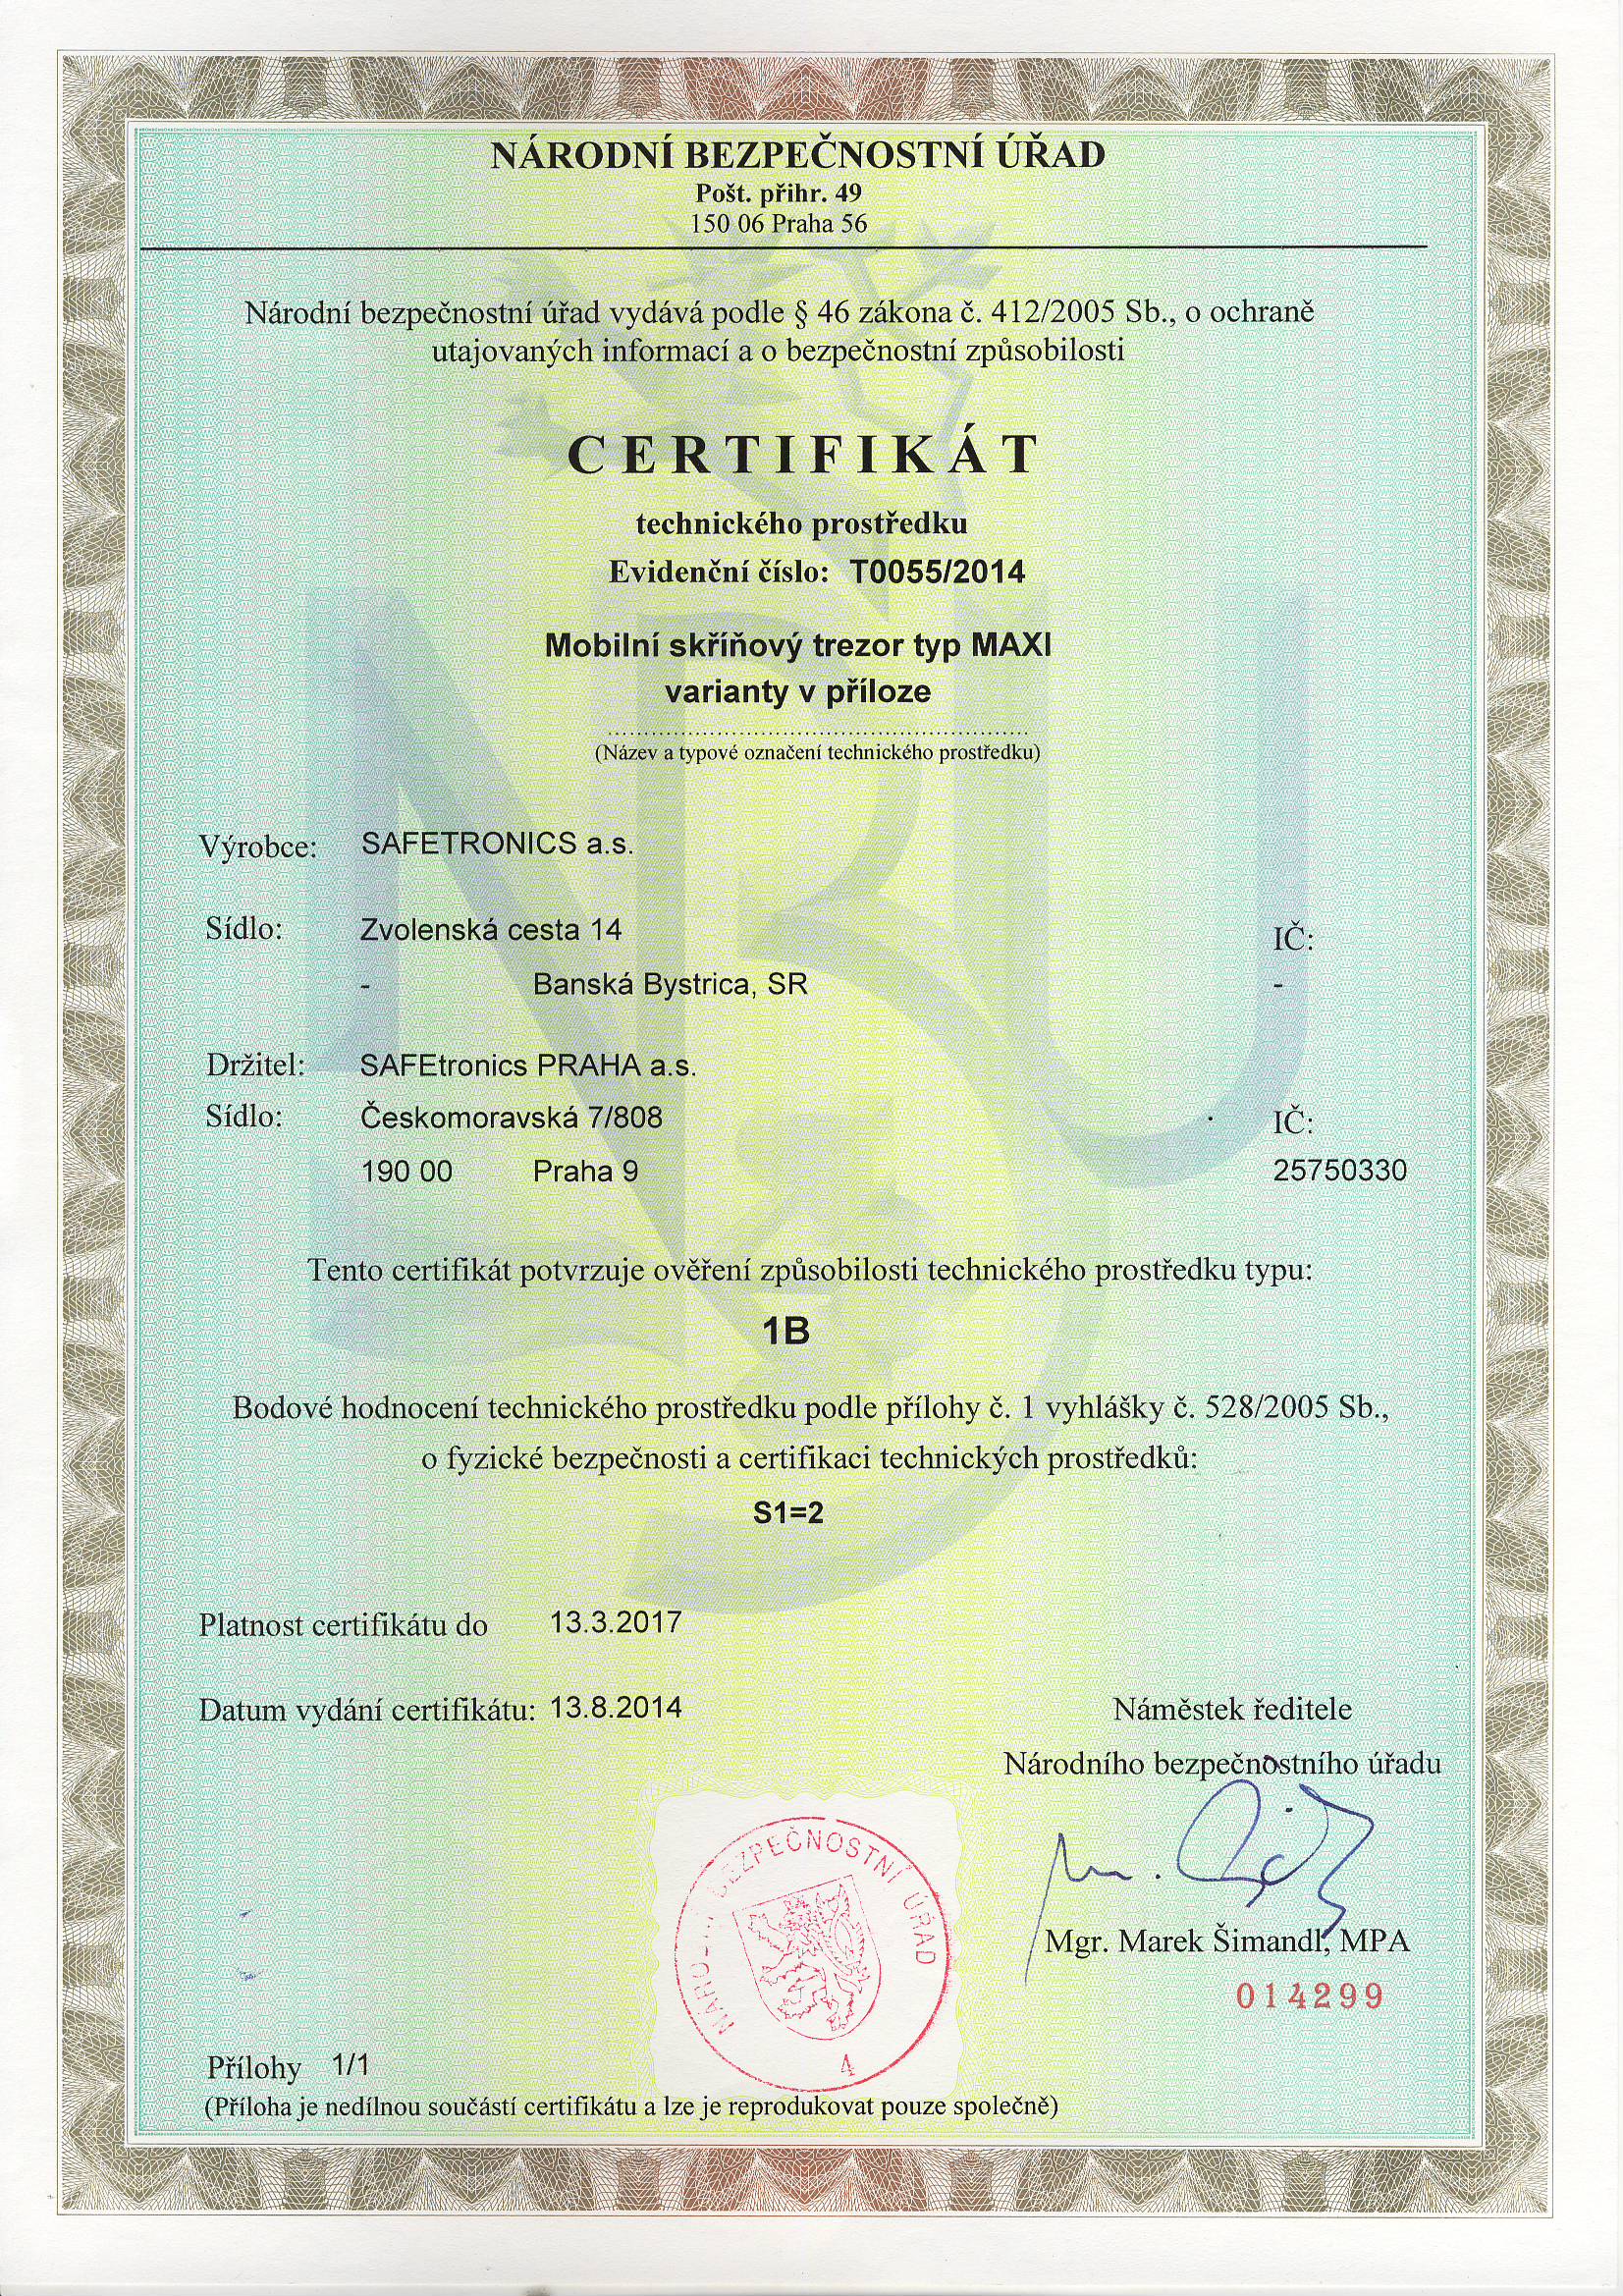 NÁRODNÍ BEZPEČNOSTNÍ ÚŘAD
Pošt. přihr. 49
150 06 Praha 56
Národní bezpečnostní úřad vydává podle § 46 zákona č. 412/2005 Sb., o ochraně
utajovaných informací a o bezpečnostní způsobilosti
CERTIFIKÁT
technického prostředku
Evidenční číslo: T0055/2014
Mobilní skříňový trezor typ MAXI
varianty v příloze
(Název a typové označení technického prostředku)
Výrobce: SAFETRONICS a.s.
Sídlo: Zvolenská cesta 14 IČ:
- Banská Bystrica, SR -
Držitel: SAFEtronics PRAHA a.s.
Sídlo: Českomoravská 7/808 IČ:
190 00 Praha 9 25750330
Tento certifikát potvrzuje ověření způsobilosti technického prostředku typu:
1B
Bodové hodnocení technického prostředku podle přílohy č. 1 vyhlášky č. 528/2005 Sb.,
o fyzické bezpečnosti a certifikaci technických prostředků:
S1=2
Platnost certifikátu do 13.3.2017
Datum vydání certifikátu: 13.8.2014
Náměstek ředitele
Národního bezpečnostního úřadu
NÁRODNÍ BEZPEČNOSTNÍ ÚŘAD
4
Mgr. Marek Šimandl, MPA
014299
Přílohy 1/1
(Příloha je nedílnou součástí certifikátu a lze je reprodukovat pouze společně)